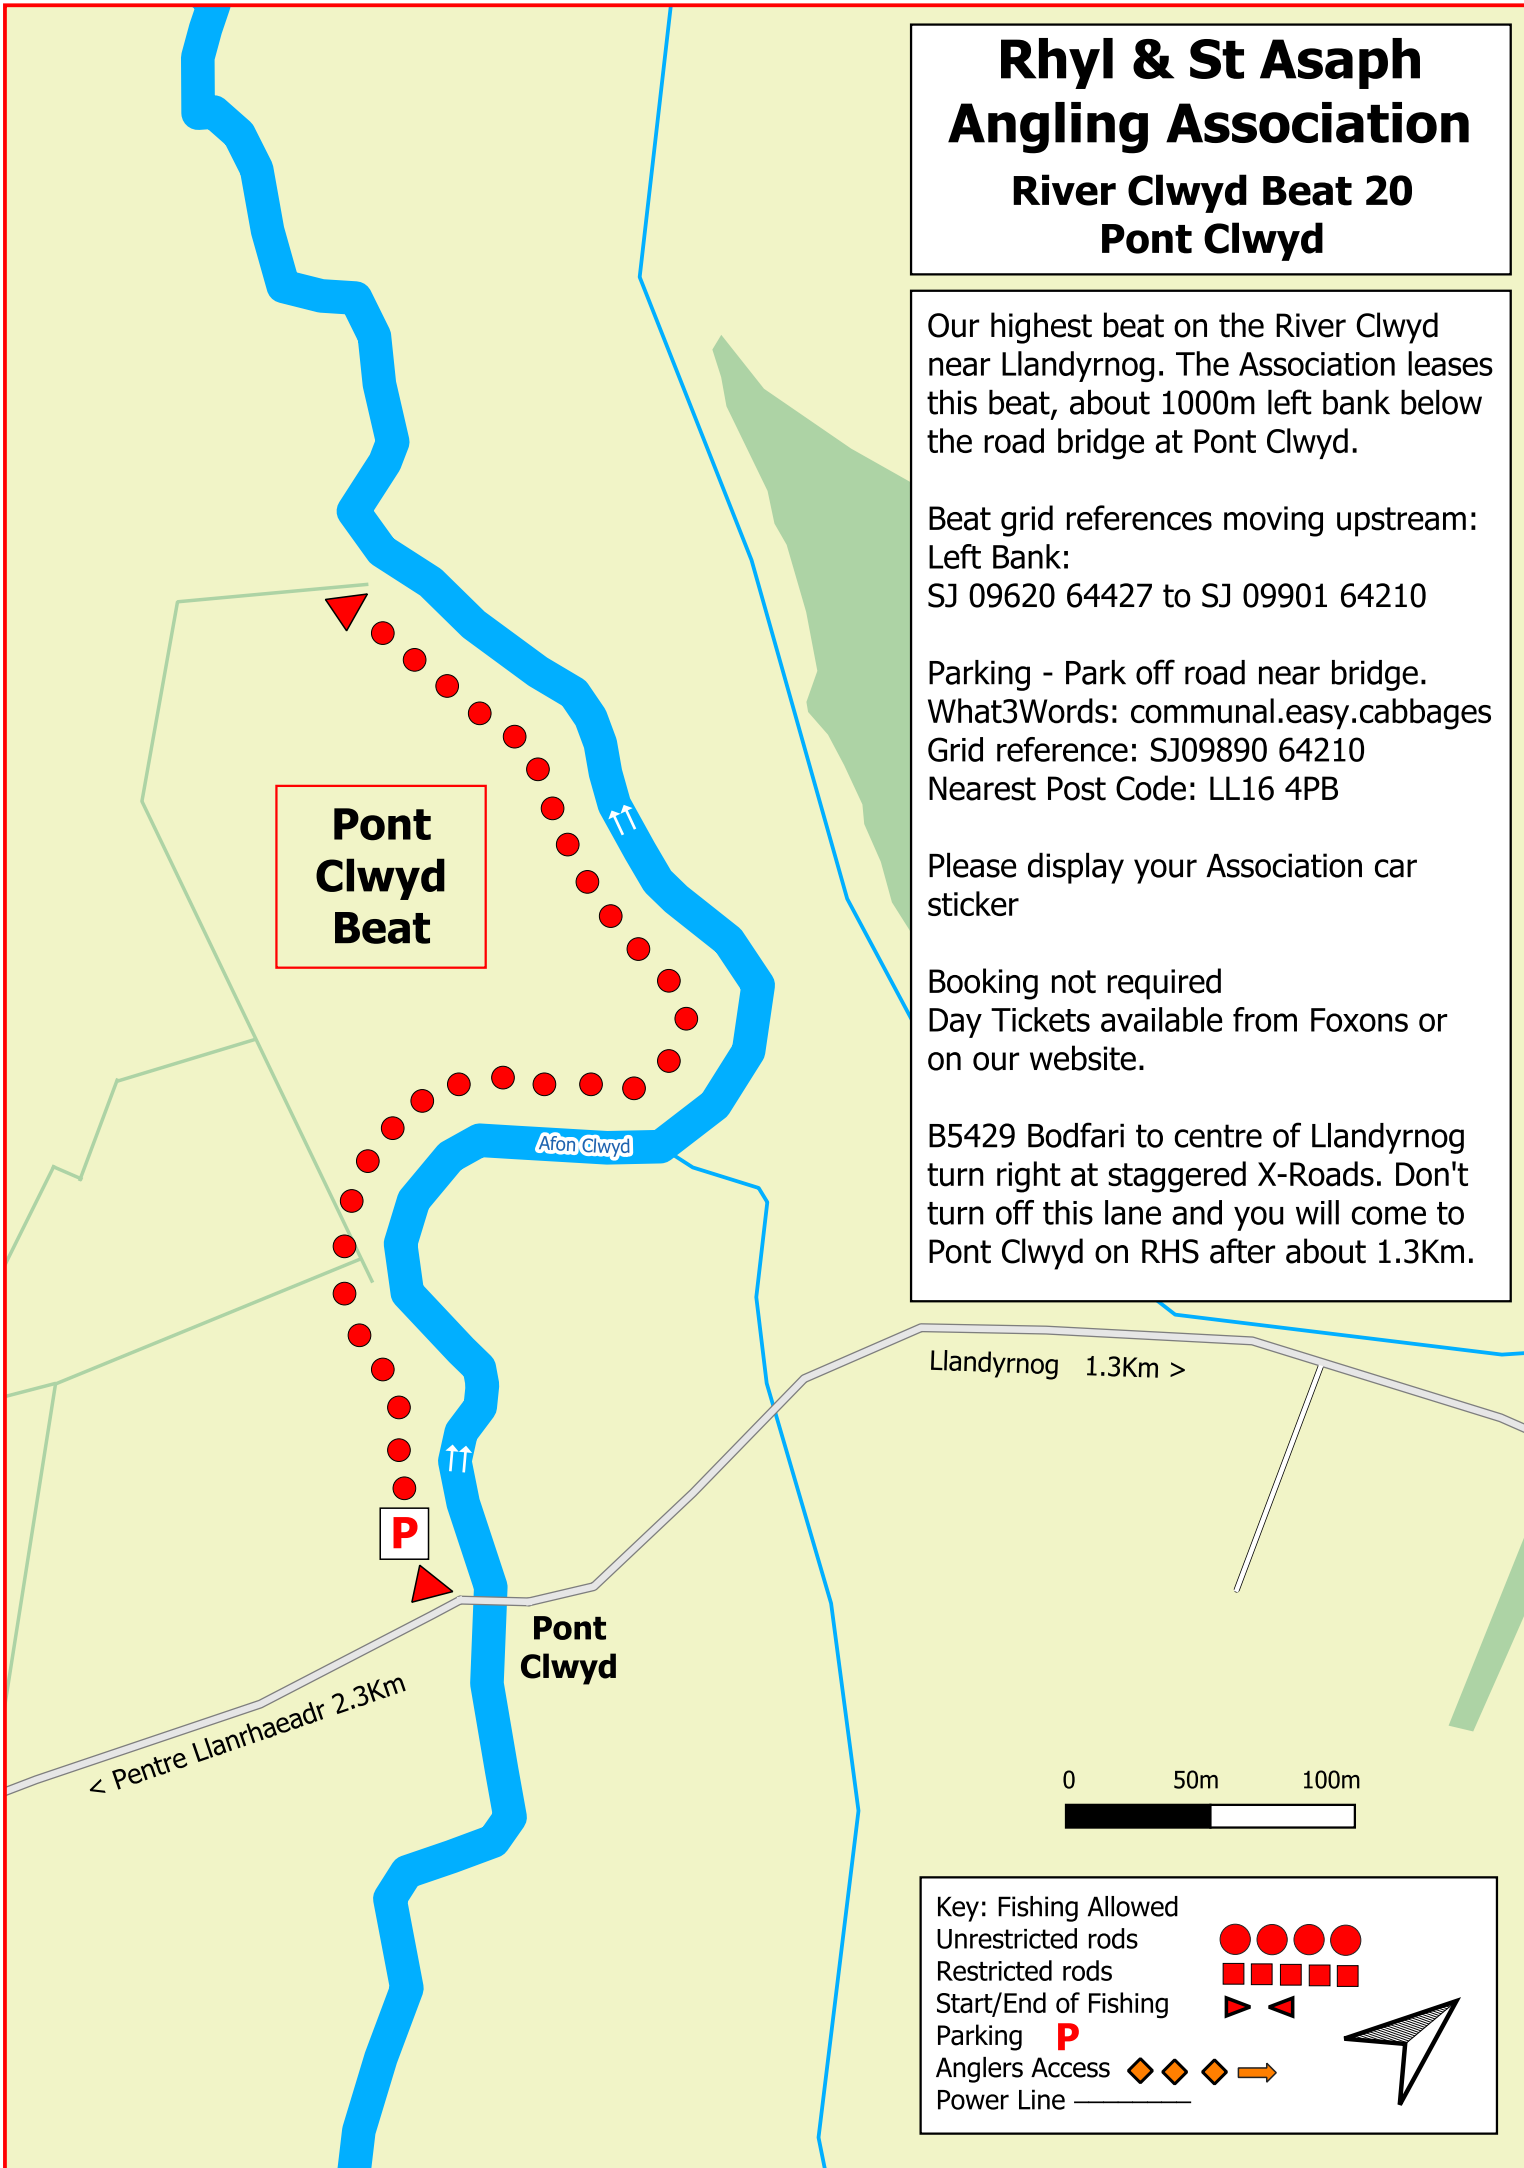 Rhyl & St Asaph
Angling Association
River Clwyd Beat 20
Pont Clwyd
Our highest beat on the River Clwyd
near Llandyrnog. The Association leases
this beat, about 1000m left bank below
the road bridge at Pont Clwyd.
Beat grid references moving upstream:
Left Bank:
SJ 09620 64427 to SJ 09901 64210
Parking - Park off road near bridge.
What3Words: communal.easy.cabbages
Grid reference: SJ09890 64210
Nearest Post Code: LL16 4PB
Please display your Association car
sticker
Booking not required
Day Tickets available from Foxons or
on our website.
B5429 Bodfari to centre of Llandyrnog
turn right at staggered X-Roads. Don't
turn off this lane and you will come to
Pont Clwyd on RHS after about 1.3Km.
Pont
Clwyd
Beat
Afon Clwyd
Llandyrnog 1.3Km >
P
Pont
Clwyd
< Pentre Llanrhaeadr 2.3Km
0 50m 100m
Key: Fishing Allowed
Unrestricted rods
Restricted rods
Start/End of Fishing
Parking P
Anglers Access
Power Line